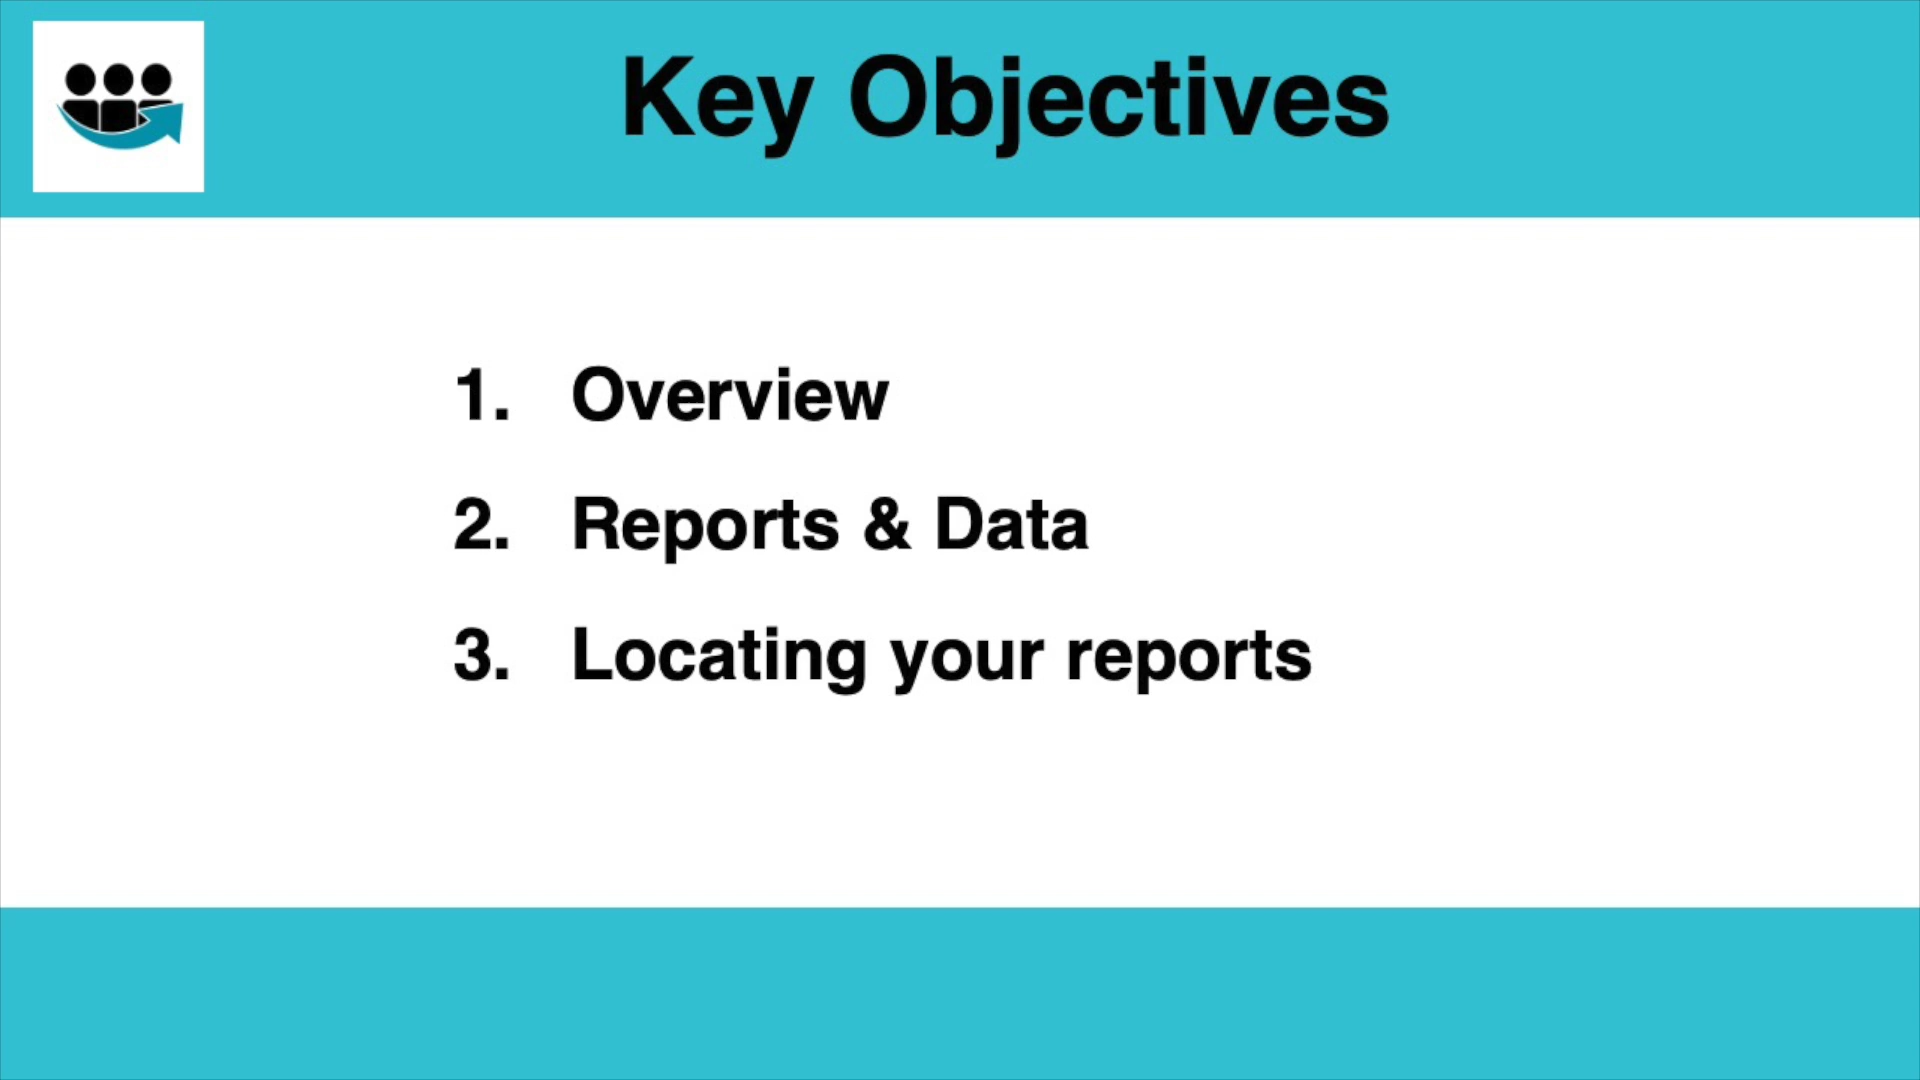 Key Objectives
1. Overview
2. Reports & Data
3. Locating your reports